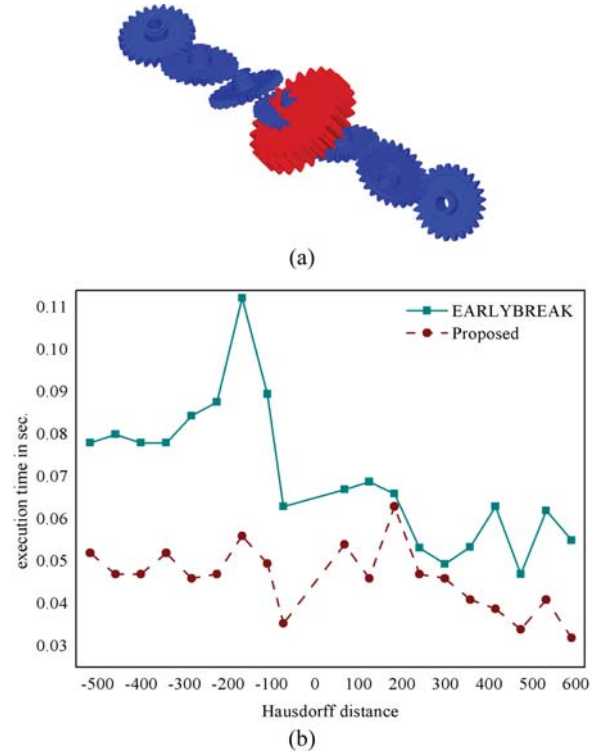 (a)
0.11
0.10
0.09
0.08
0.07
0.06
0.05
0.04
0.03
execution time in sec.
EARLYBREAK
Proposed
-500 -400 -300 -200 -100 0 100 200 300 400 500 600
Hausdorff distance
(b)